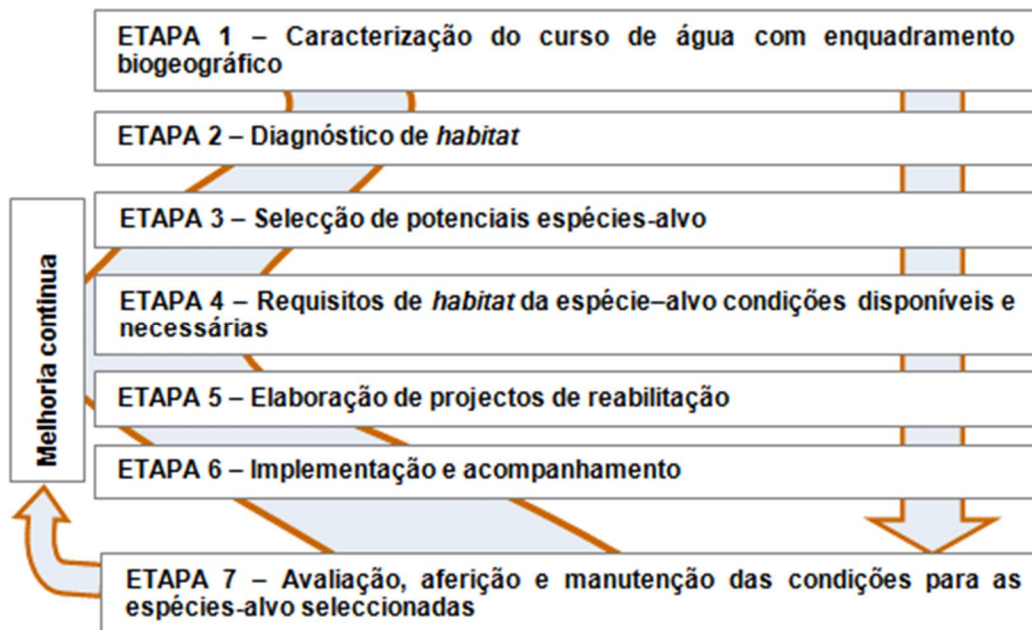 ETAPA 1 – Caracterização do curso de água com enquadramento
biogeográfico
ETAPA 2 – Diagnóstico de habitat
ETAPA 3 – Selecção de potenciais espécies-alvo
Melhoria contínua
ETAPA 4 – Requisitos de habitat da espécie–alvo condições disponíveis e
necessárias
ETAPA 5 – Elaboração de projectos de reabilitação
ETAPA 6 – Implementação e acompanhamento
ETAPA 7 – Avaliação, aferição e manutenção das condições para as
espécies-alvo seleccionadas